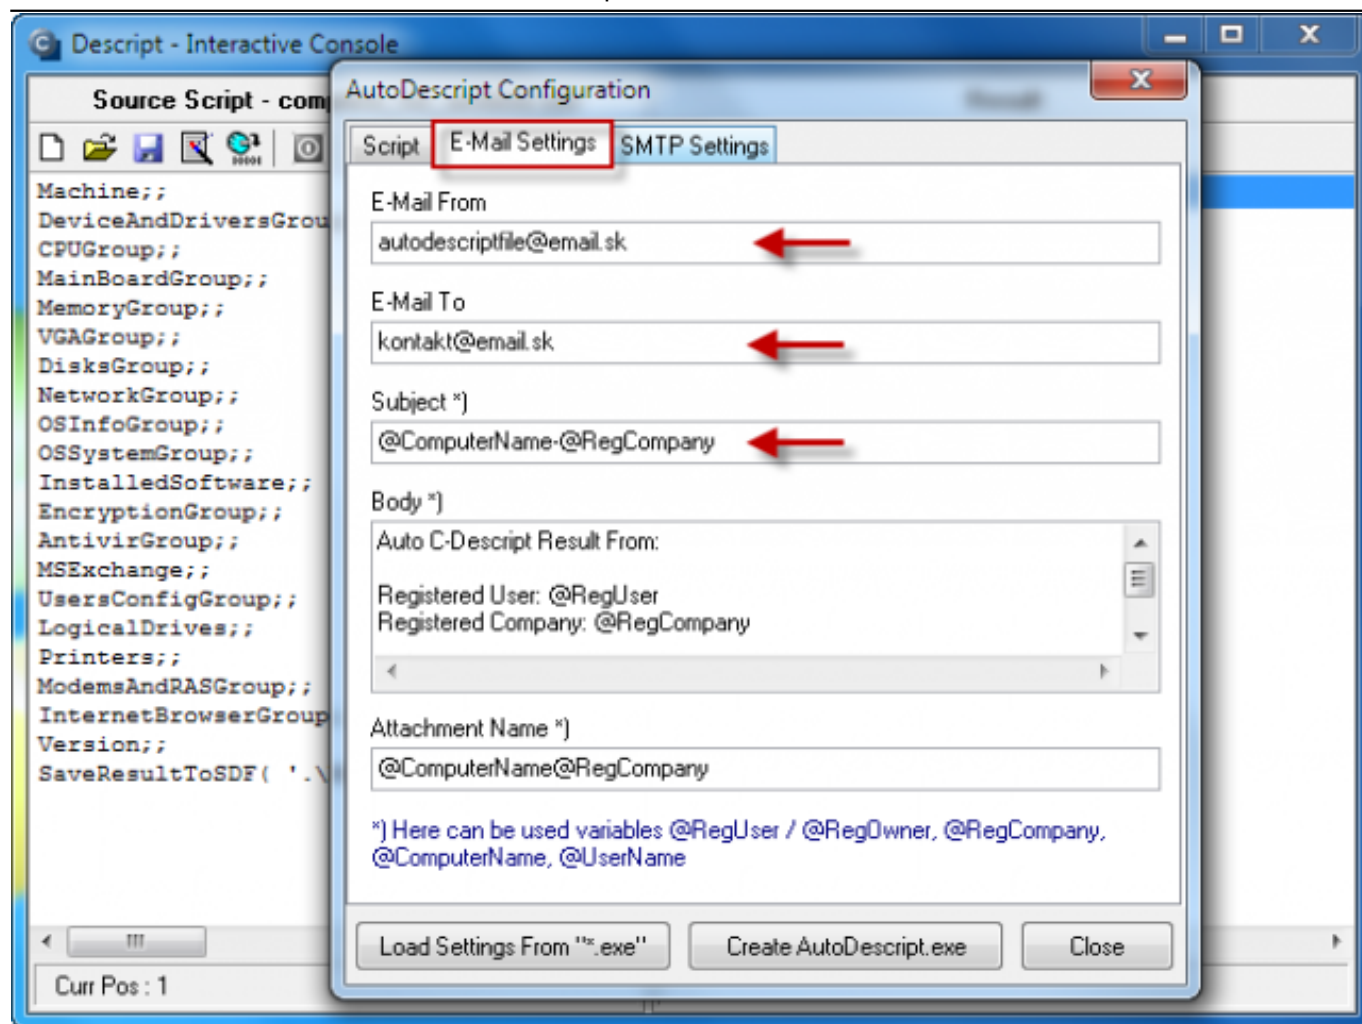 Descript - Interactive Console
Source Script - com
AutoDescript Configuration
Script
E-Mail Settings
SMTP Settings
Machine;;
DeviceAndDriversGrou
CPUGroup;;
MainBoardGroup;;
MemoryGroup;;
VGAGroup;;
DisksGroup;;
NetworkGroup;;
OSInfoGroup;;
OSSystemGroup;;
InstalledSoftware;;
EncryptionGroup;;
AntivirGroup;;
MSExchange;;
UsersConfigGroup;;
LogicalDrives;;
Printers;;
ModemsAndRASGroup;;
InternetBrowserGroup
Version;;
SaveResultToSDF( '.\
Curr Pos : 1
E-Mail From
autodescriptfile@email.sk
E-Mail To
kontakt@email.sk
Subject *)
@ComputerName-@RegCompany
Body *)
Auto C-Descript Result From:
Registered User: @RegUser
Registered Company: @RegCompany
Attachment Name *)
@ComputerName@RegCompany
*) Here can be used variables @RegUser / @RegOwner, @RegCompany,
@ComputerName, @UserName
Load Settings From "*.exe"
Create AutoDescript.exe
Close